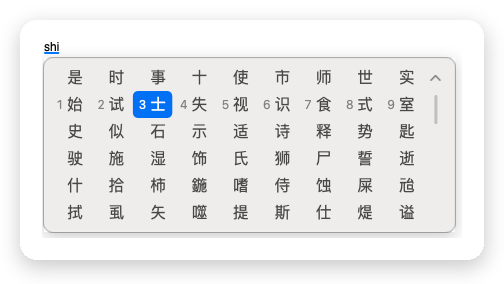 shi
是 时 事 十 使 市 师 世 实
1 始 2 试 3 士 4 失 5 视 6 识 7 食 8 式 9 室
史 似 石 示 适 诗 释 势 匙
驶 施 湿 饰 氏 狮 尸 誓 逝
什 拾 柿 鍦 嗜 侍 蚀 屎 兘
拭 虱 矢 噬 提 斯 仕 煶 谥